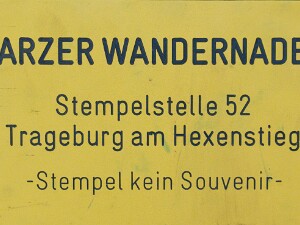 ARZER WANDERNADE
Stempelstelle 52
Trageburg am Hexenstieg
-Stempel kein Souvenir-